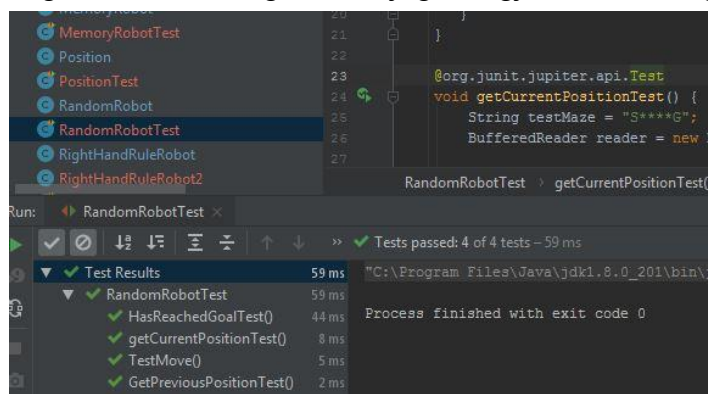 MemoryRobotTest
Position
PositionTest
RandomRobot
RandomRobotTest
RightHandRuleRobot
RightHandRuleRobot2
20 }
21 }
22
23 @org.junit.jupiter.api.Test
24 void getCurrentPositionTest() {
25 String testMaze = "S****G";
26 BufferedReader reader = new
27
RandomRobotTest > getCurrentPositionTest()
Run: RandomRobotTest ×
» Tests passed: 4 of 4 tests – 59 ms
Test Results 59 ms "C:\Program Files\Java\jdk1.8.0_201\bin\
RandomRobotTest 59 ms
HasReachedGoalTest() 44 ms Process finished with exit code 0
getCurrentPositionTest() 8 ms
TestMove() 5 ms
GetPreviousPositionTest() 2 ms